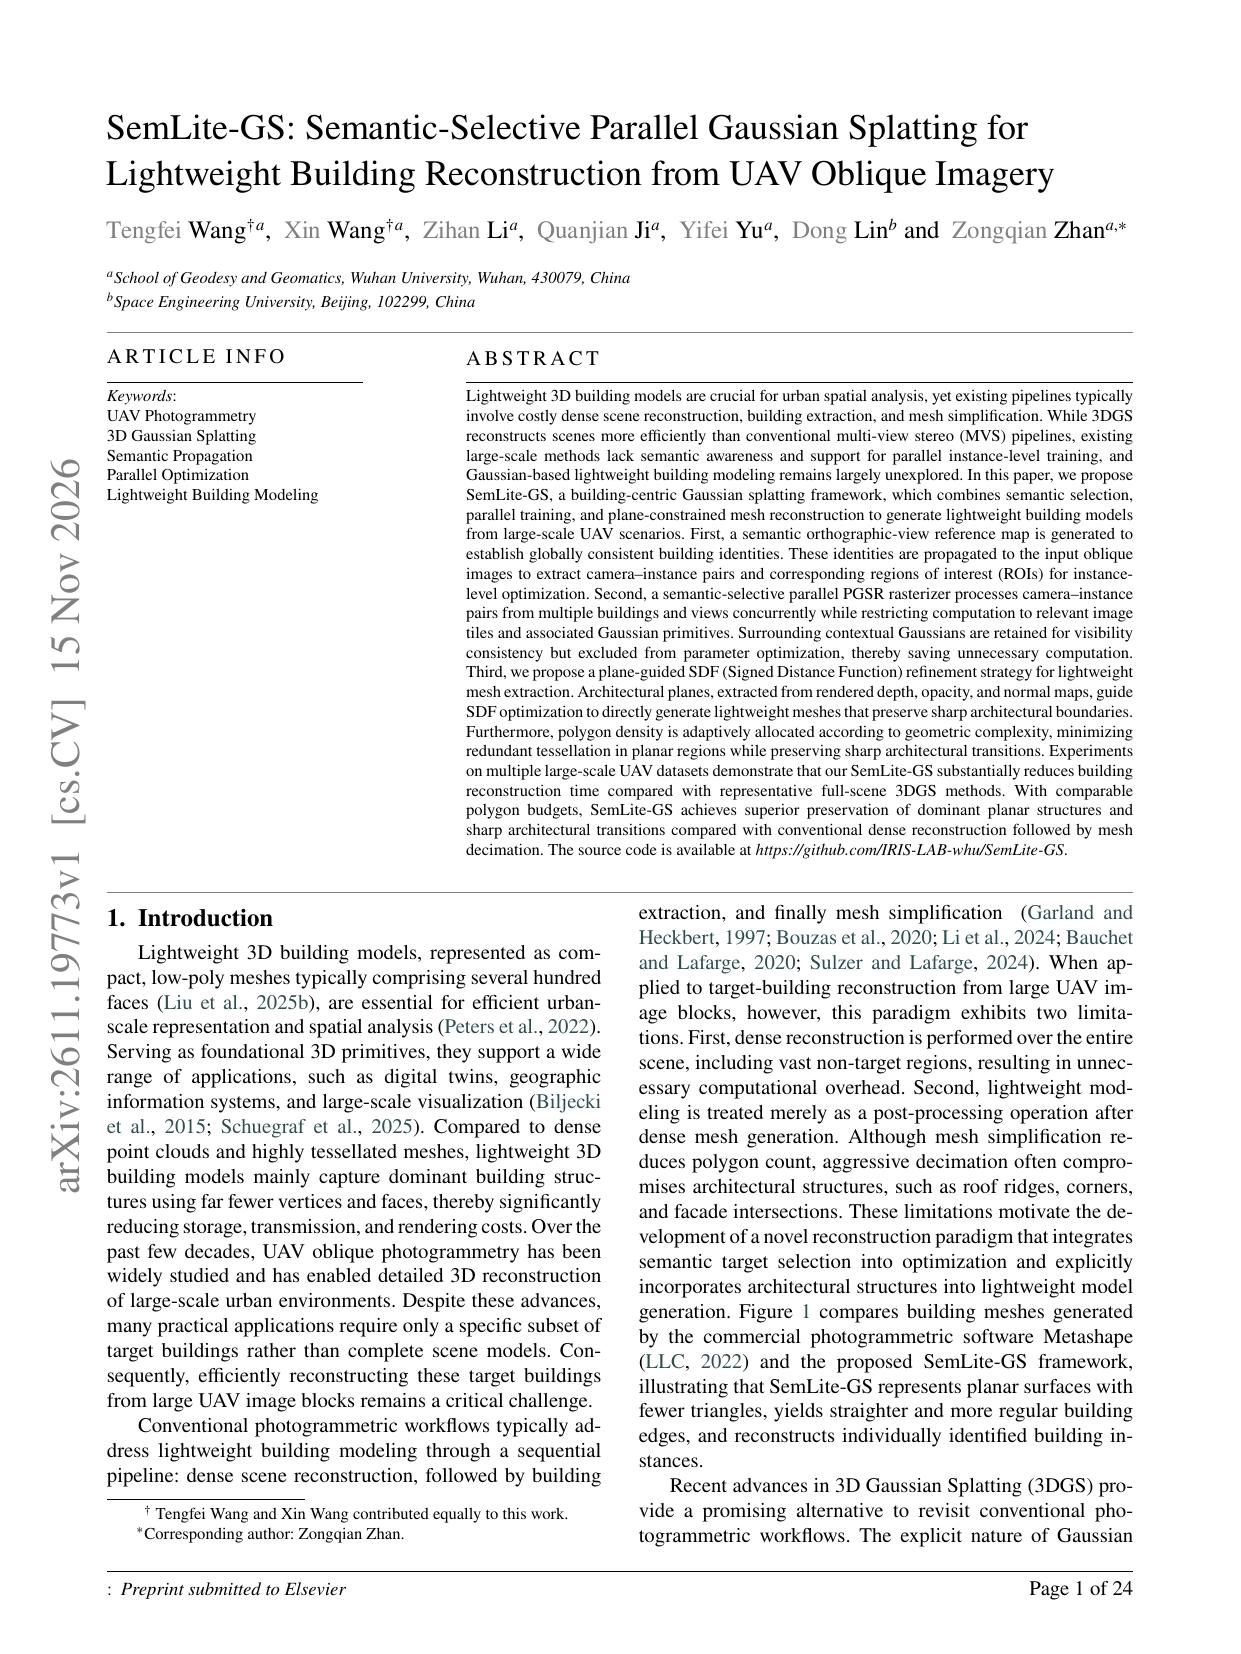 SemLite-GS: Semantic-Selective Parallel Gaussian Splatting for
Lightweight Building Reconstruction from UAV Oblique Imagery
Tengfei Wang†a, Xin Wang†a, Zihan Lia, Quanjian Jia, Yifei Yua, Dong Linb and Zongqian Zhana,*
aSchool of Geodesy and Geomatics, Wuhan University, Wuhan, 430079, China
bSpace Engineering University, Beijing, 102299, China
ARTICLE INFO
Keywords:
UAV Photogrammetry
3D Gaussian Splatting
Semantic Propagation
Parallel Optimization
Lightweight Building Modeling
ABSTRACT
Lightweight 3D building models are crucial for urban spatial analysis, yet existing pipelines typically
involve costly dense scene reconstruction, building extraction, and mesh simplification. While 3DGS
reconstructs scenes more efficiently than conventional multi-view stereo (MVS) pipelines, existing
large-scale methods lack semantic awareness and support for parallel instance-level training, and
Gaussian-based lightweight building modeling remains largely unexplored. In this paper, we propose
SemLite-GS, a building-centric Gaussian splatting framework, which combines semantic selection,
parallel training, and plane-constrained mesh reconstruction to generate lightweight building models
from large-scale UAV scenarios. First, a semantic orthographic-view reference map is generated to
establish globally consistent building identities. These identities are propagated to the input oblique
images to extract camera–instance pairs and corresponding regions of interest (ROIs) for instance-
level optimization. Second, a semantic-selective parallel PGSR rasterizer processes camera–instance
pairs from multiple buildings and views concurrently while restricting computation to relevant image
tiles and associated Gaussian primitives. Surrounding contextual Gaussians are retained for visibility
consistency but excluded from parameter optimization, thereby saving unnecessary computation.
Third, we propose a plane-guided SDF (Signed Distance Function) refinement strategy for lightweight
mesh extraction. Architectural planes, extracted from rendered depth, opacity, and normal maps, guide
SDF optimization to directly generate lightweight meshes that preserve sharp architectural boundaries.
Furthermore, polygon density is adaptively allocated according to geometric complexity, minimizing
redundant tessellation in planar regions while preserving sharp architectural transitions. Experiments
on multiple large-scale UAV datasets demonstrate that our SemLite-GS substantially reduces building
reconstruction time compared with representative full-scene 3DGS methods. With comparable
polygon budgets, SemLite-GS achieves superior preservation of dominant planar structures and
sharp architectural transitions compared with conventional dense reconstruction followed by mesh
decimation. The source code is available at https://github.com/IRIS-LAB-whu/SemLite-GS.
1. Introduction
Lightweight 3D building models, represented as com-
pact, low-poly meshes typically comprising several hundred
faces (Liu et al., 2025b), are essential for efficient urban-
scale representation and spatial analysis (Peters et al., 2022).
Serving as foundational 3D primitives, they support a wide
range of applications, such as digital twins, geographic
information systems, and large-scale visualization (Biljecki
et al., 2015; Schuegraf et al., 2025). Compared to dense
point clouds and highly tessellated meshes, lightweight 3D
building models mainly capture dominant building struc-
tures using far fewer vertices and faces, thereby significantly
reducing storage, transmission, and rendering costs. Over the
past few decades, UAV oblique photogrammetry has been
widely studied and has enabled detailed 3D reconstruction
of large-scale urban environments. Despite these advances,
many practical applications require only a specific subset of
target buildings rather than complete scene models. Con-
sequently, efficiently reconstructing these target buildings
from large UAV image blocks remains a critical challenge.
Conventional photogrammetric workflows typically ad-
dress lightweight building modeling through a sequential
pipeline: dense scene reconstruction, followed by building
† Tengfei Wang and Xin Wang contributed equally to this work.
*Corresponding author: Zongqian Zhan.
extraction, and finally mesh simplification (Garland and
Heckbert, 1997; Bouzas et al., 2020; Li et al., 2024; Bauchet
and Lafarge, 2020; Sulzer and Lafarge, 2024). When ap-
plied to target-building reconstruction from large UAV im-
age blocks, however, this paradigm exhibits two limita-
tions. First, dense reconstruction is performed over the entire
scene, including vast non-target regions, resulting in unnec-
essary computational overhead. Second, lightweight mod-
eling is treated merely as a post-processing operation after
dense mesh generation. Although mesh simplification re-
duces polygon count, aggressive decimation often compro-
mises architectural structures, such as roof ridges, corners,
and facade intersections. These limitations motivate the de-
velopment of a novel reconstruction paradigm that integrates
semantic target selection into optimization and explicitly
incorporates architectural structures into lightweight model
generation. Figure 1 compares building meshes generated
by the commercial photogrammetric software Metashape
(LLC, 2022) and the proposed SemLite-GS framework,
illustrating that SemLite-GS represents planar surfaces with
fewer triangles, yields straighter and more regular building
edges, and reconstructs individually identified building in-
stances.
Recent advances in 3D Gaussian Splatting (3DGS) pro-
vide a promising alternative to revisit conventional pho-
togrammetric workflows. The explicit nature of Gaussian
: Preprint submitted to Elsevier
Page 1 of 24
arXiv:2611.19773v1 [cs.CV] 15 Nov 2026